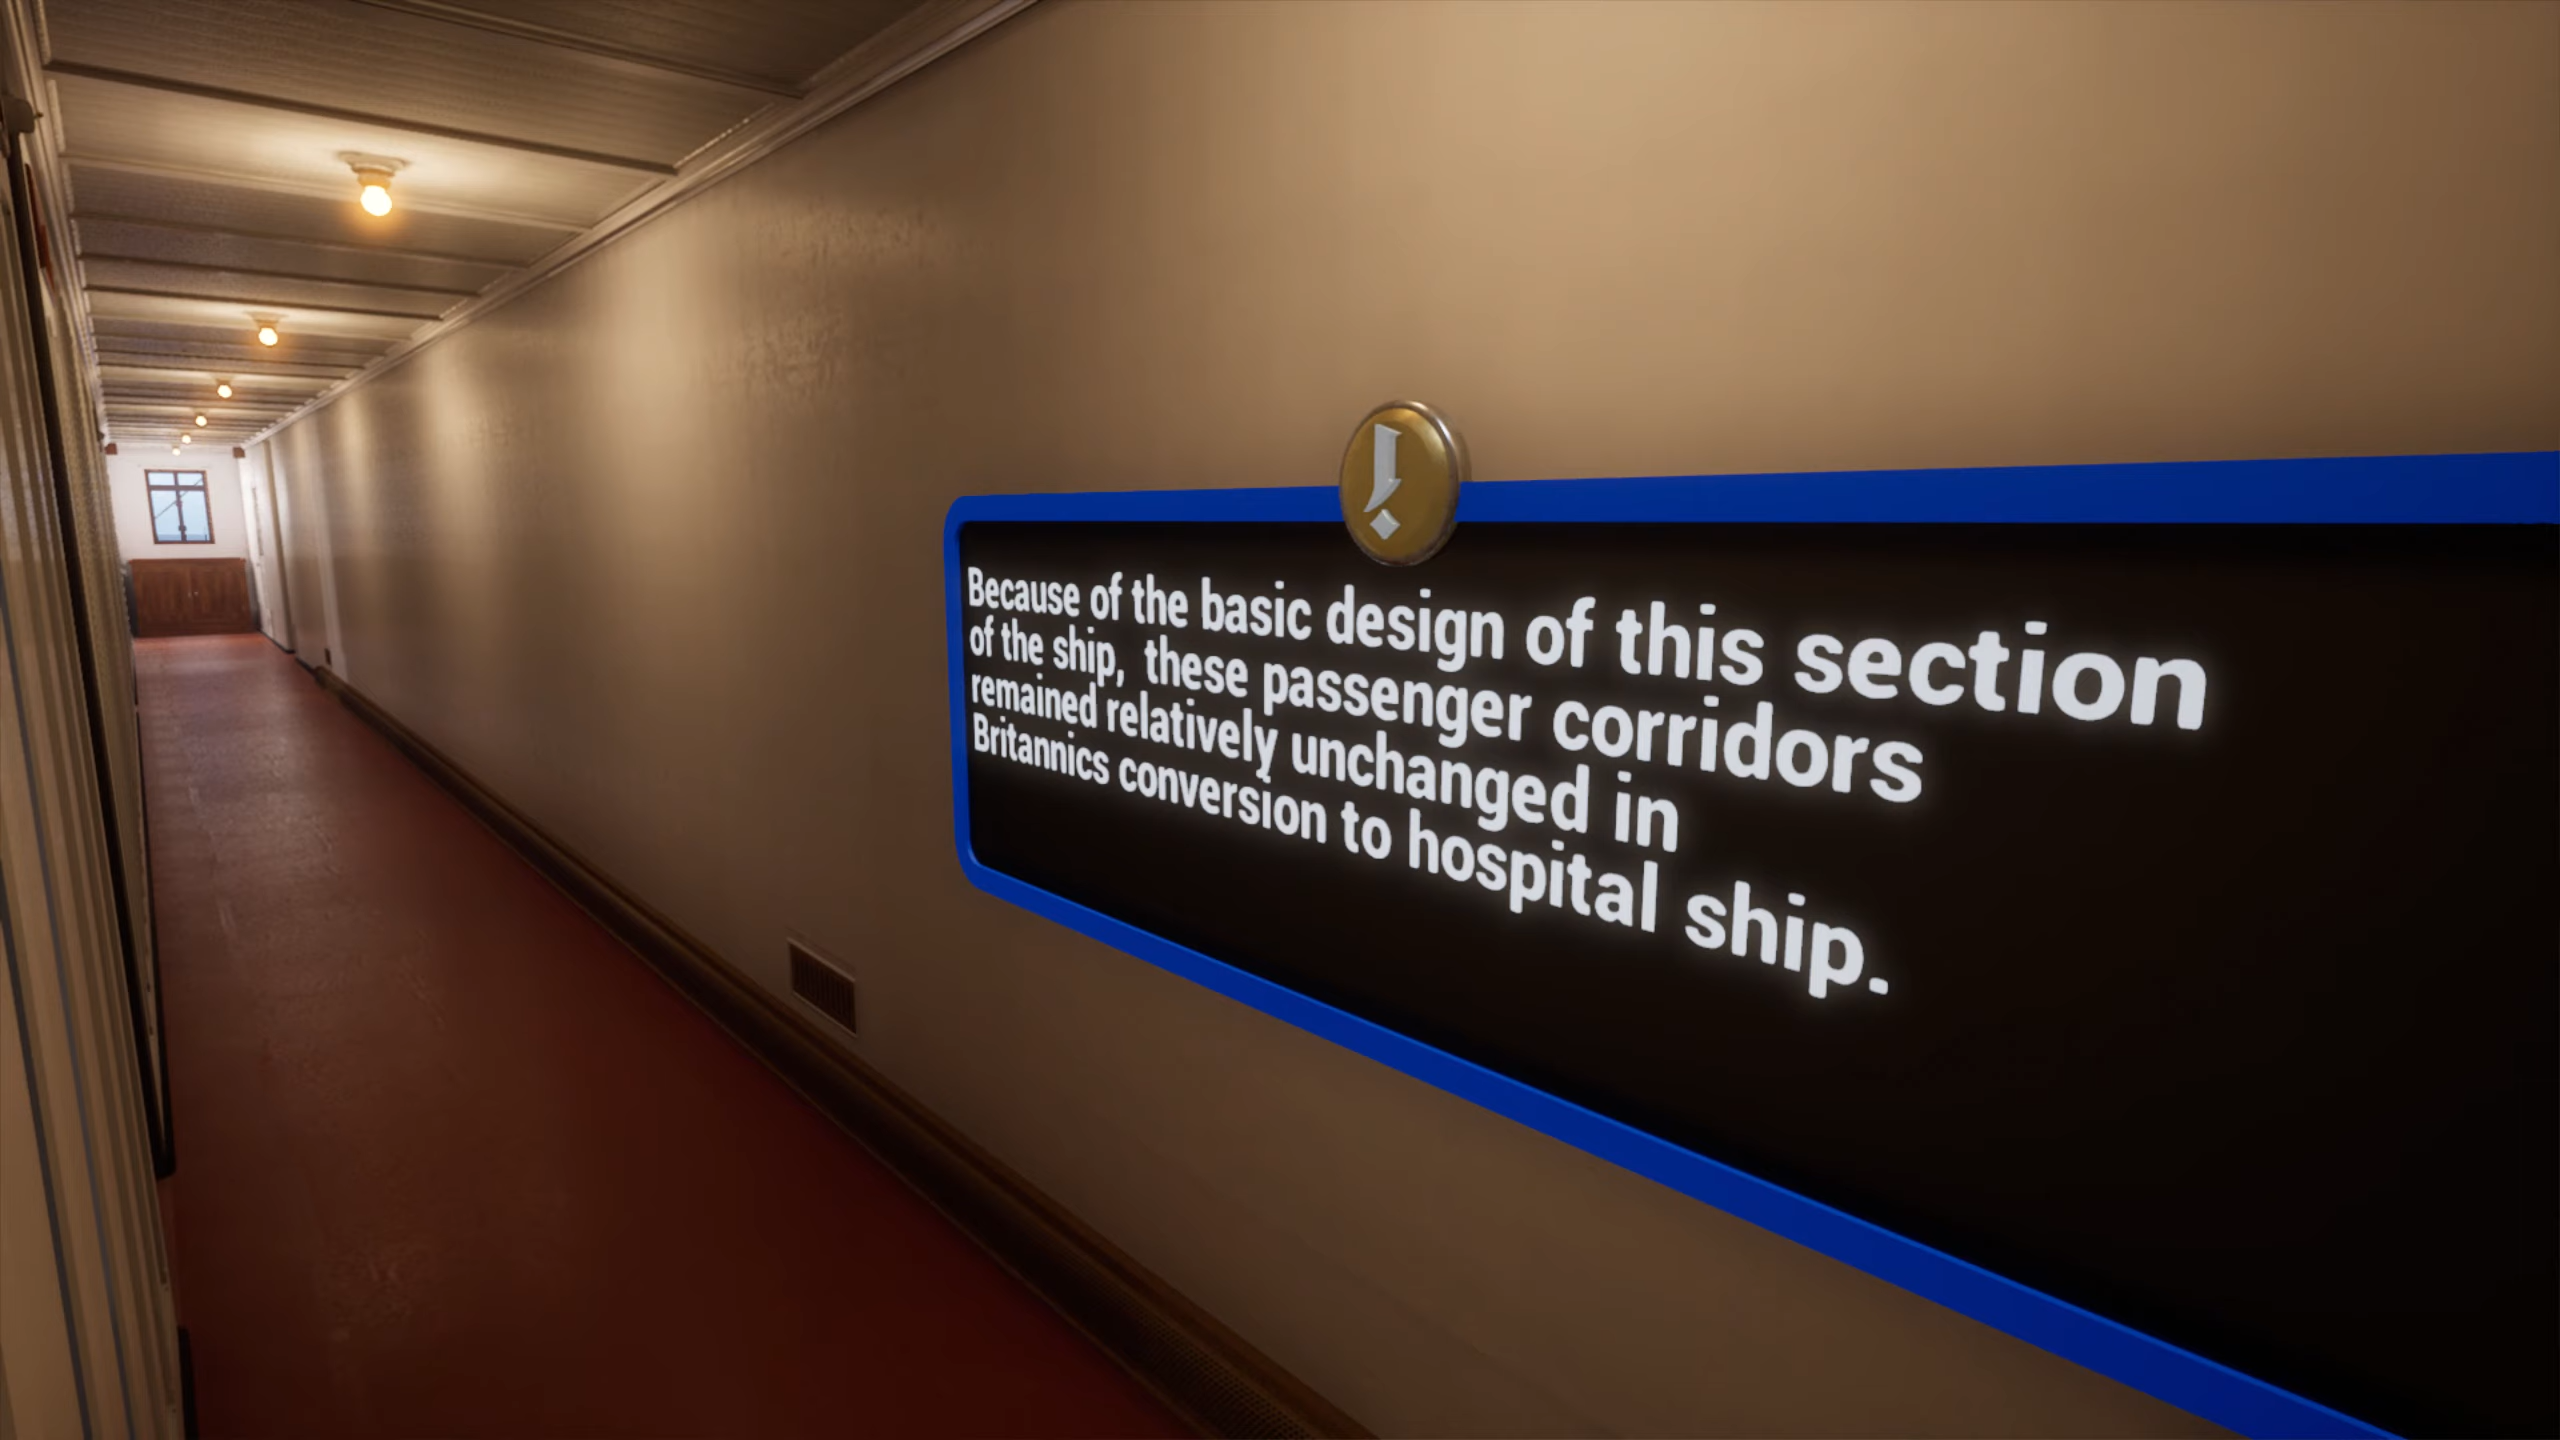 Because of the basic design of this section
of the ship,  these passenger corridors
remained relatively unchanged in
Britannics conversion to hospital ship.